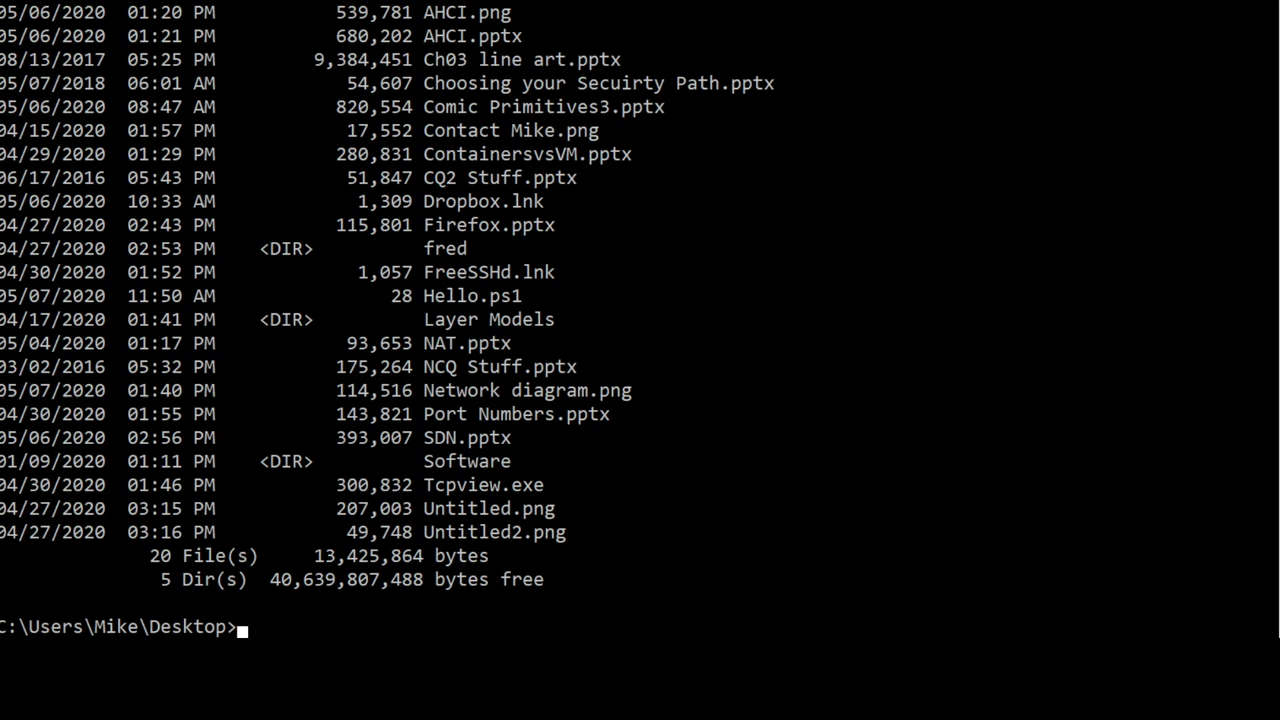 05/06/2020  01:20 PM           539,781 AHCI.png
05/06/2020  01:21 PM           680,202 AHCI.pptx
08/13/2017  05:25 PM         9,384,451 Ch03 line art.pptx
05/07/2018  06:01 AM            54,607 Choosing your Secuirty Path.pptx
05/06/2020  08:47 AM           820,554 Comic Primitives3.pptx
04/15/2020  01:57 PM            17,552 Contact Mike.png
04/29/2020  01:29 PM           280,831 ContainersvsVM.pptx
06/17/2016  05:43 PM            51,847 CQ2 Stuff.pptx
05/06/2020  10:33 AM             1,309 Dropbox.lnk
04/27/2020  02:43 PM           115,801 Firefox.pptx
04/27/2020  02:53 PM    <DIR>          fred
04/30/2020  01:52 PM             1,057 FreeSSHd.lnk
05/07/2020  11:50 AM                28 Hello.ps1
04/17/2020  01:41 PM    <DIR>          Layer Models
05/04/2020  01:17 PM            93,653 NAT.pptx
03/02/2016  05:32 PM           175,264 NCQ Stuff.pptx
05/07/2020  01:40 PM           114,516 Network diagram.png
04/30/2020  01:55 PM           143,821 Port Numbers.pptx
05/06/2020  02:56 PM           393,007 SDN.pptx
01/09/2020  01:11 PM    <DIR>          Software
04/30/2020  01:46 PM           300,832 Tcpview.exe
04/27/2020  03:15 PM           207,003 Untitled.png
04/27/2020  03:16 PM            49,748 Untitled2.png
20 File(s)     13,425,864 bytes
5 Dir(s)  40,639,807,488 bytes free
C:\Users\Mike\Desktop>